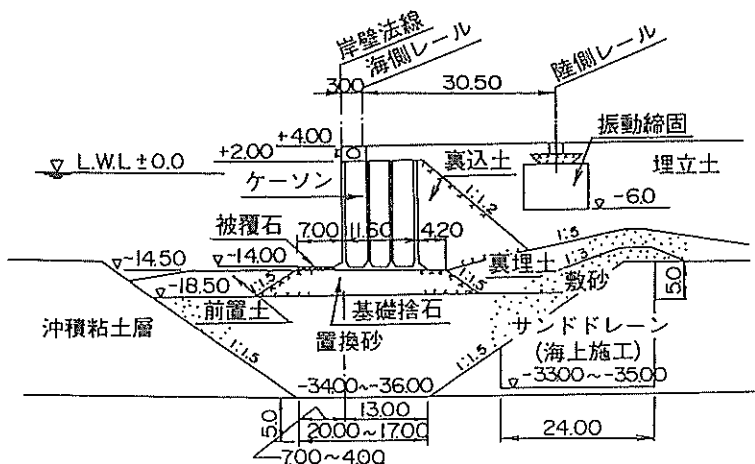 岸壁法線
海側レール
陸側レール
300
30.50
振動締固
+4.00
L.W.L ±0.0
+2.00
裏込土
埋立土
ケーソン
1:1.2
-6.0
被覆石
7.00
11.60
4.20
1:5
-14.50
-14.00
1:3
裏埋土
敷砂
5.0
-18.50
1:1.5
1:1.5
前置土
基礎捨石
サンドドレーン
沖積粘土層
置換砂
(海上施工)
1:1.5
1:1.5
-34.00~-36.00
-33.00~-35.00
5.0
13.00
20.00~17.00
24.00
7.00~4.00